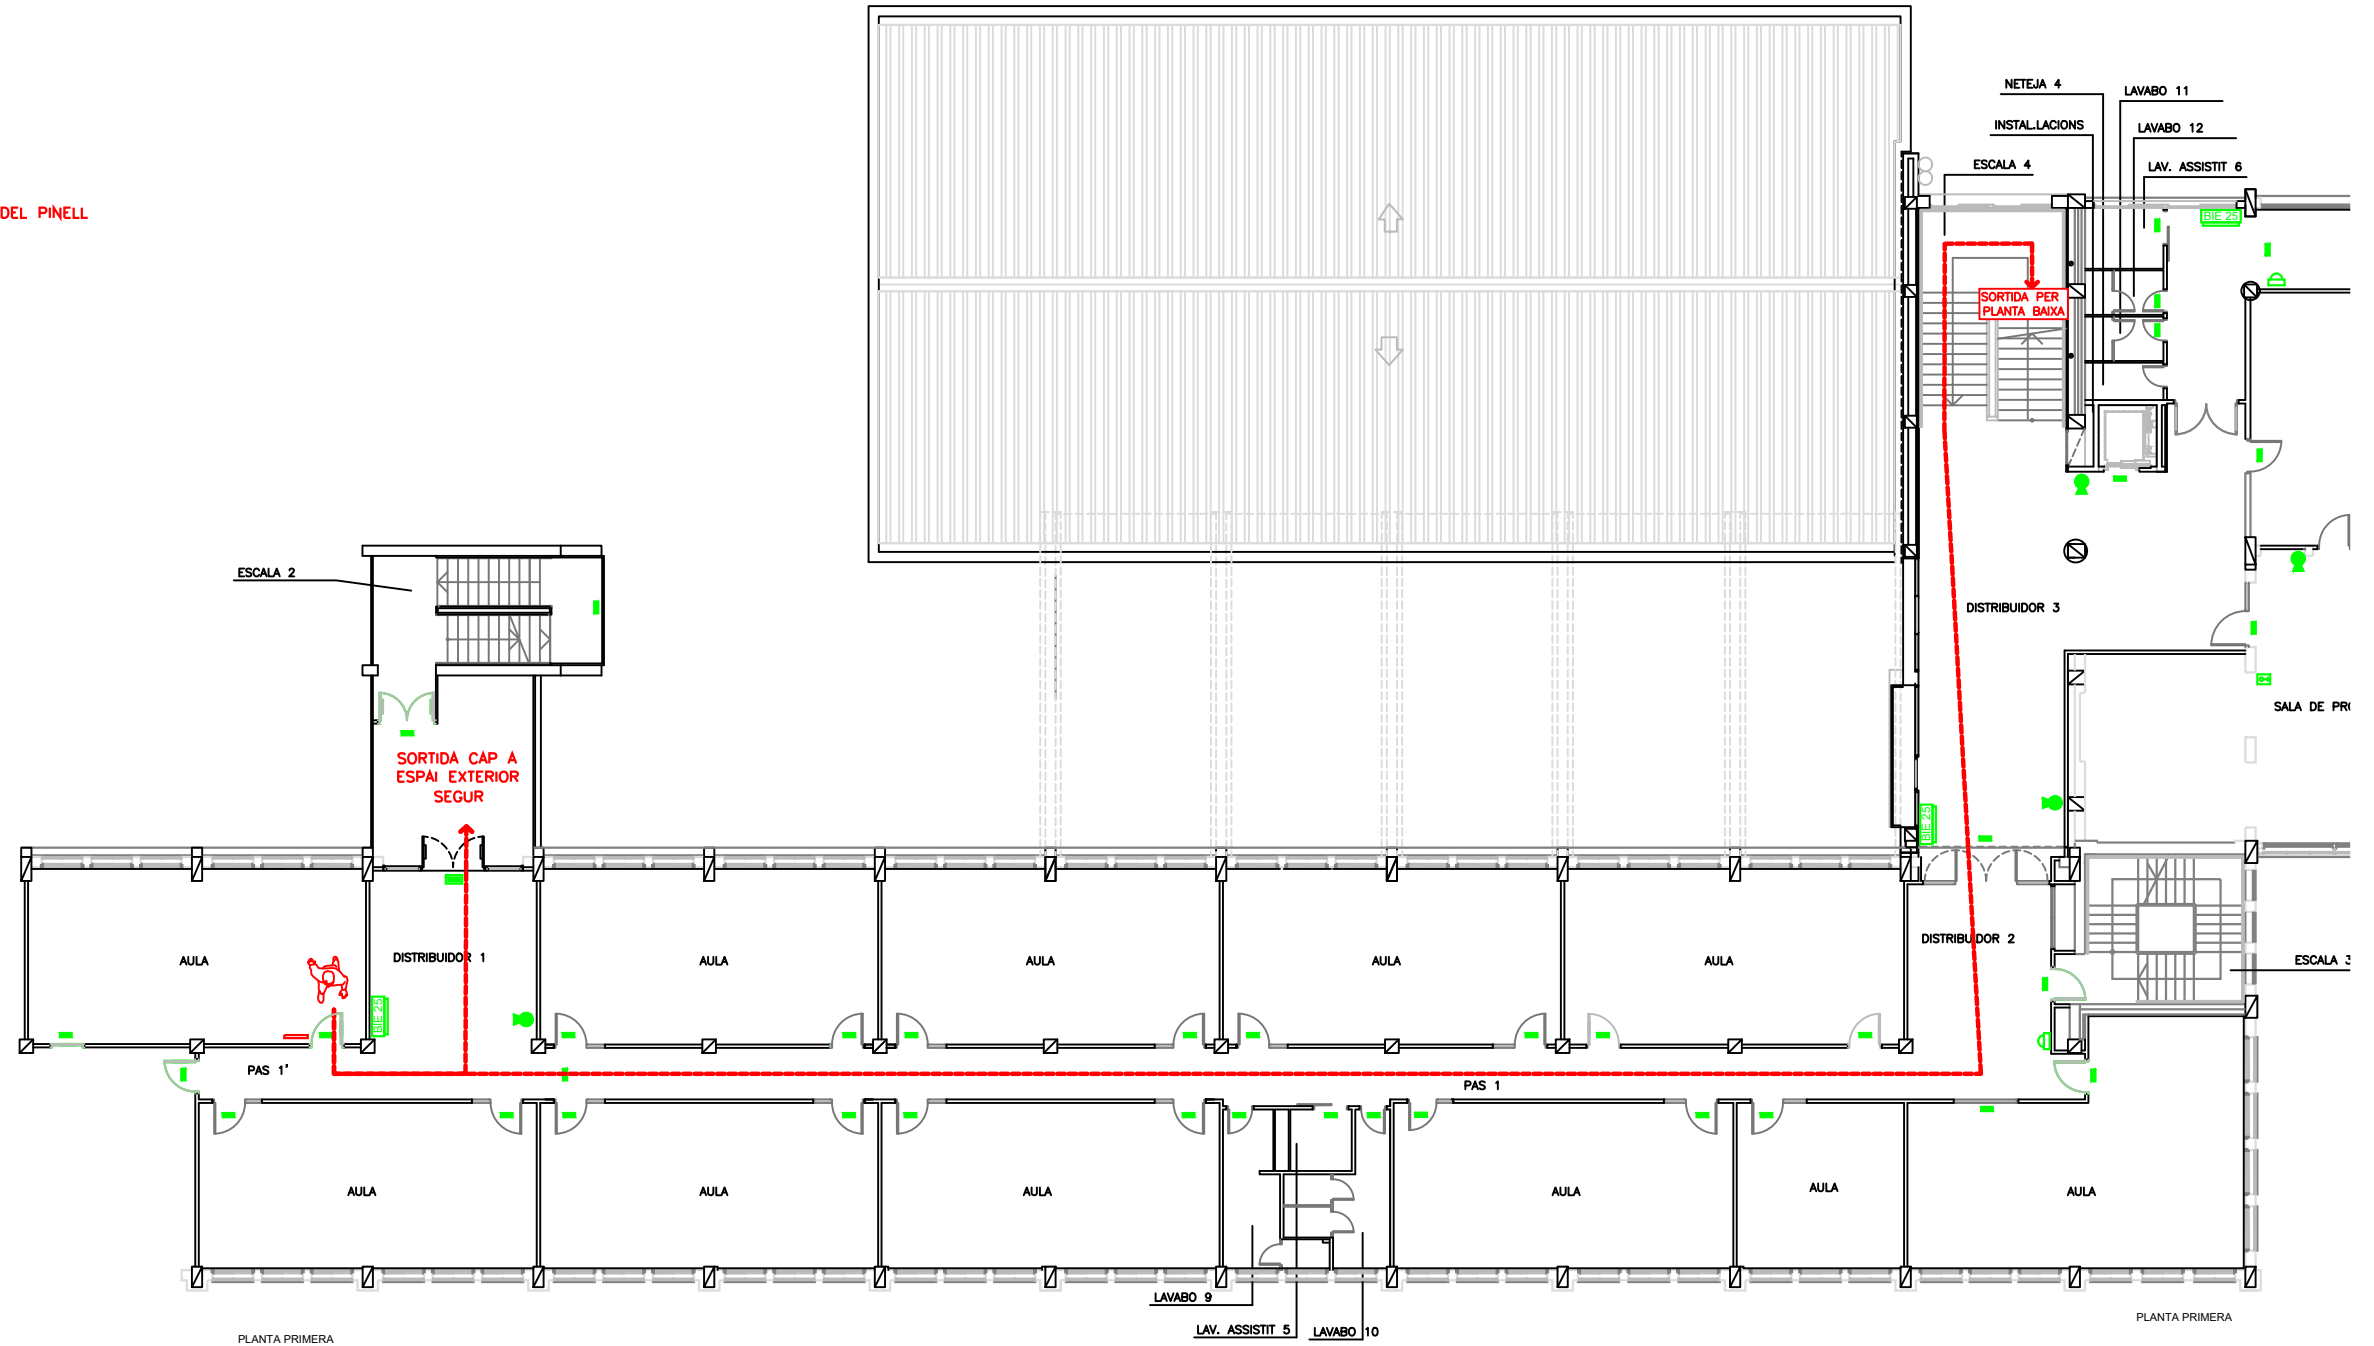 NETEJA 4
LAVABO 11
INSTAL.LACIONS
LAVABO 12
ESCALA 4
LAV. ASSISTIT 6
DEL PINELL
BIE 25
SORTIDA PER
PLANTA BAIXA
ESCALA 2
DISTRIBUIDOR 3
SALA DE PR
SORTIDA CAP A
ESPAI EXTERIOR
SEGUR
BIE 25
DISTRIBUIDOR 2
AULA
DISTRIBUIDOR 1
AULA
AULA
AULA
AULA
ESCALA 3
BIE 25
PAS 1'
PAS 1
AULA
AULA
AULA
AULA
AULA
AULA
LAVABO 9
LAV. ASSISTIT 5
LAVABO 10
PLANTA PRIMERA
PLANTA PRIMERA